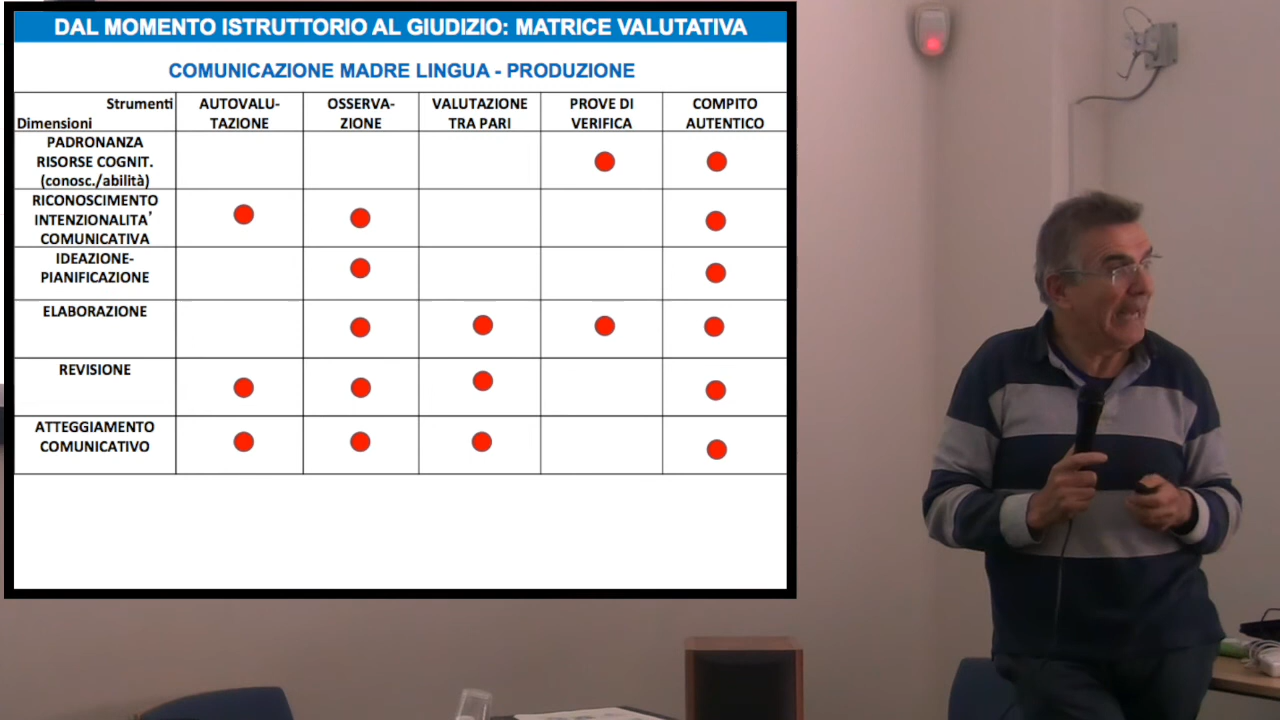 DAL MOMENTO ISTRUTTORIO AL GIUDIZIO: MATRICE VALUTATIVA
COMUNICAZIONE MADRE LINGUA - PRODUZIONE
Strumenti
Dimensioni
AUTOVALU-
TAZIONE
OSSERVA-
ZIONE
VALUTAZIONE
TRA PARI
PROVE DI
VERIFICA
COMPITO
AUTENTICO
PADRONANZA
RISORSE COGNIT.
(conosc./abilità)
RICONOSCIMENTO
INTENZIONALITA’
COMUNICATIVA
IDEAZIONE-
PIANIFICAZIONE
ELABORAZIONE
REVISIONE
ATTEGGIAMENTO
COMUNICATIVO